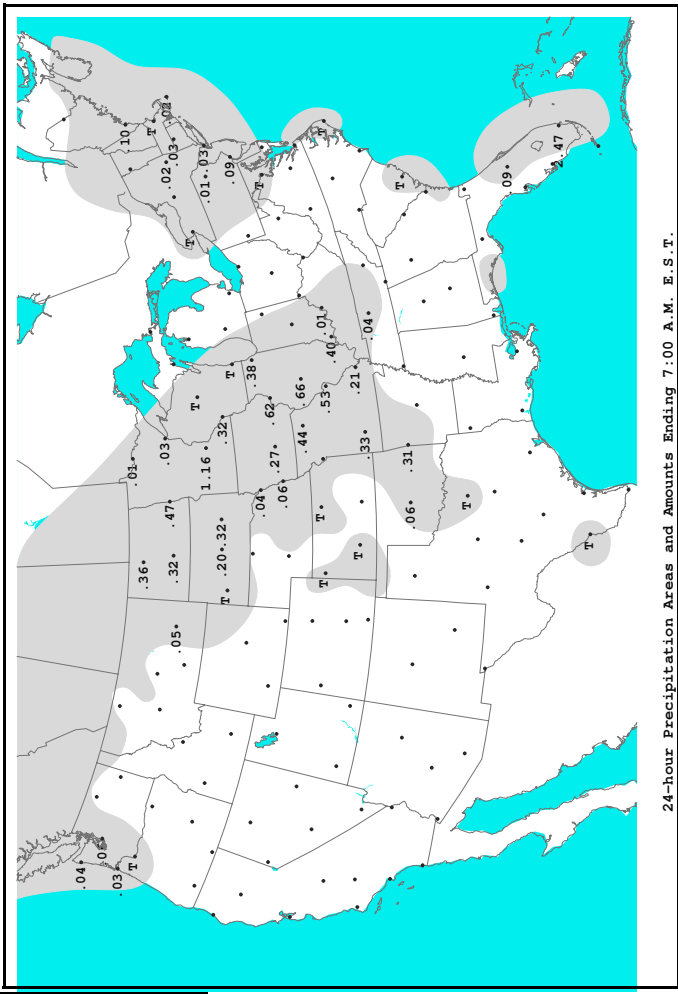 .04
.03
.10
.01
T
.36
T
.02
.02
.03
.47
.03
.32
.05
T
T
.03
.01
1.16
.32
.20
.32
T
.09
T
.38
T
.04
.62
.27
.06
.66
.44
.01
T
T
T
.53
.40
.21
T
.33
.04
T
.31
.06
T
.09
2.47
T
24-hour Precipitation Areas and Amounts Ending 7:00 A.M. E.S.T.